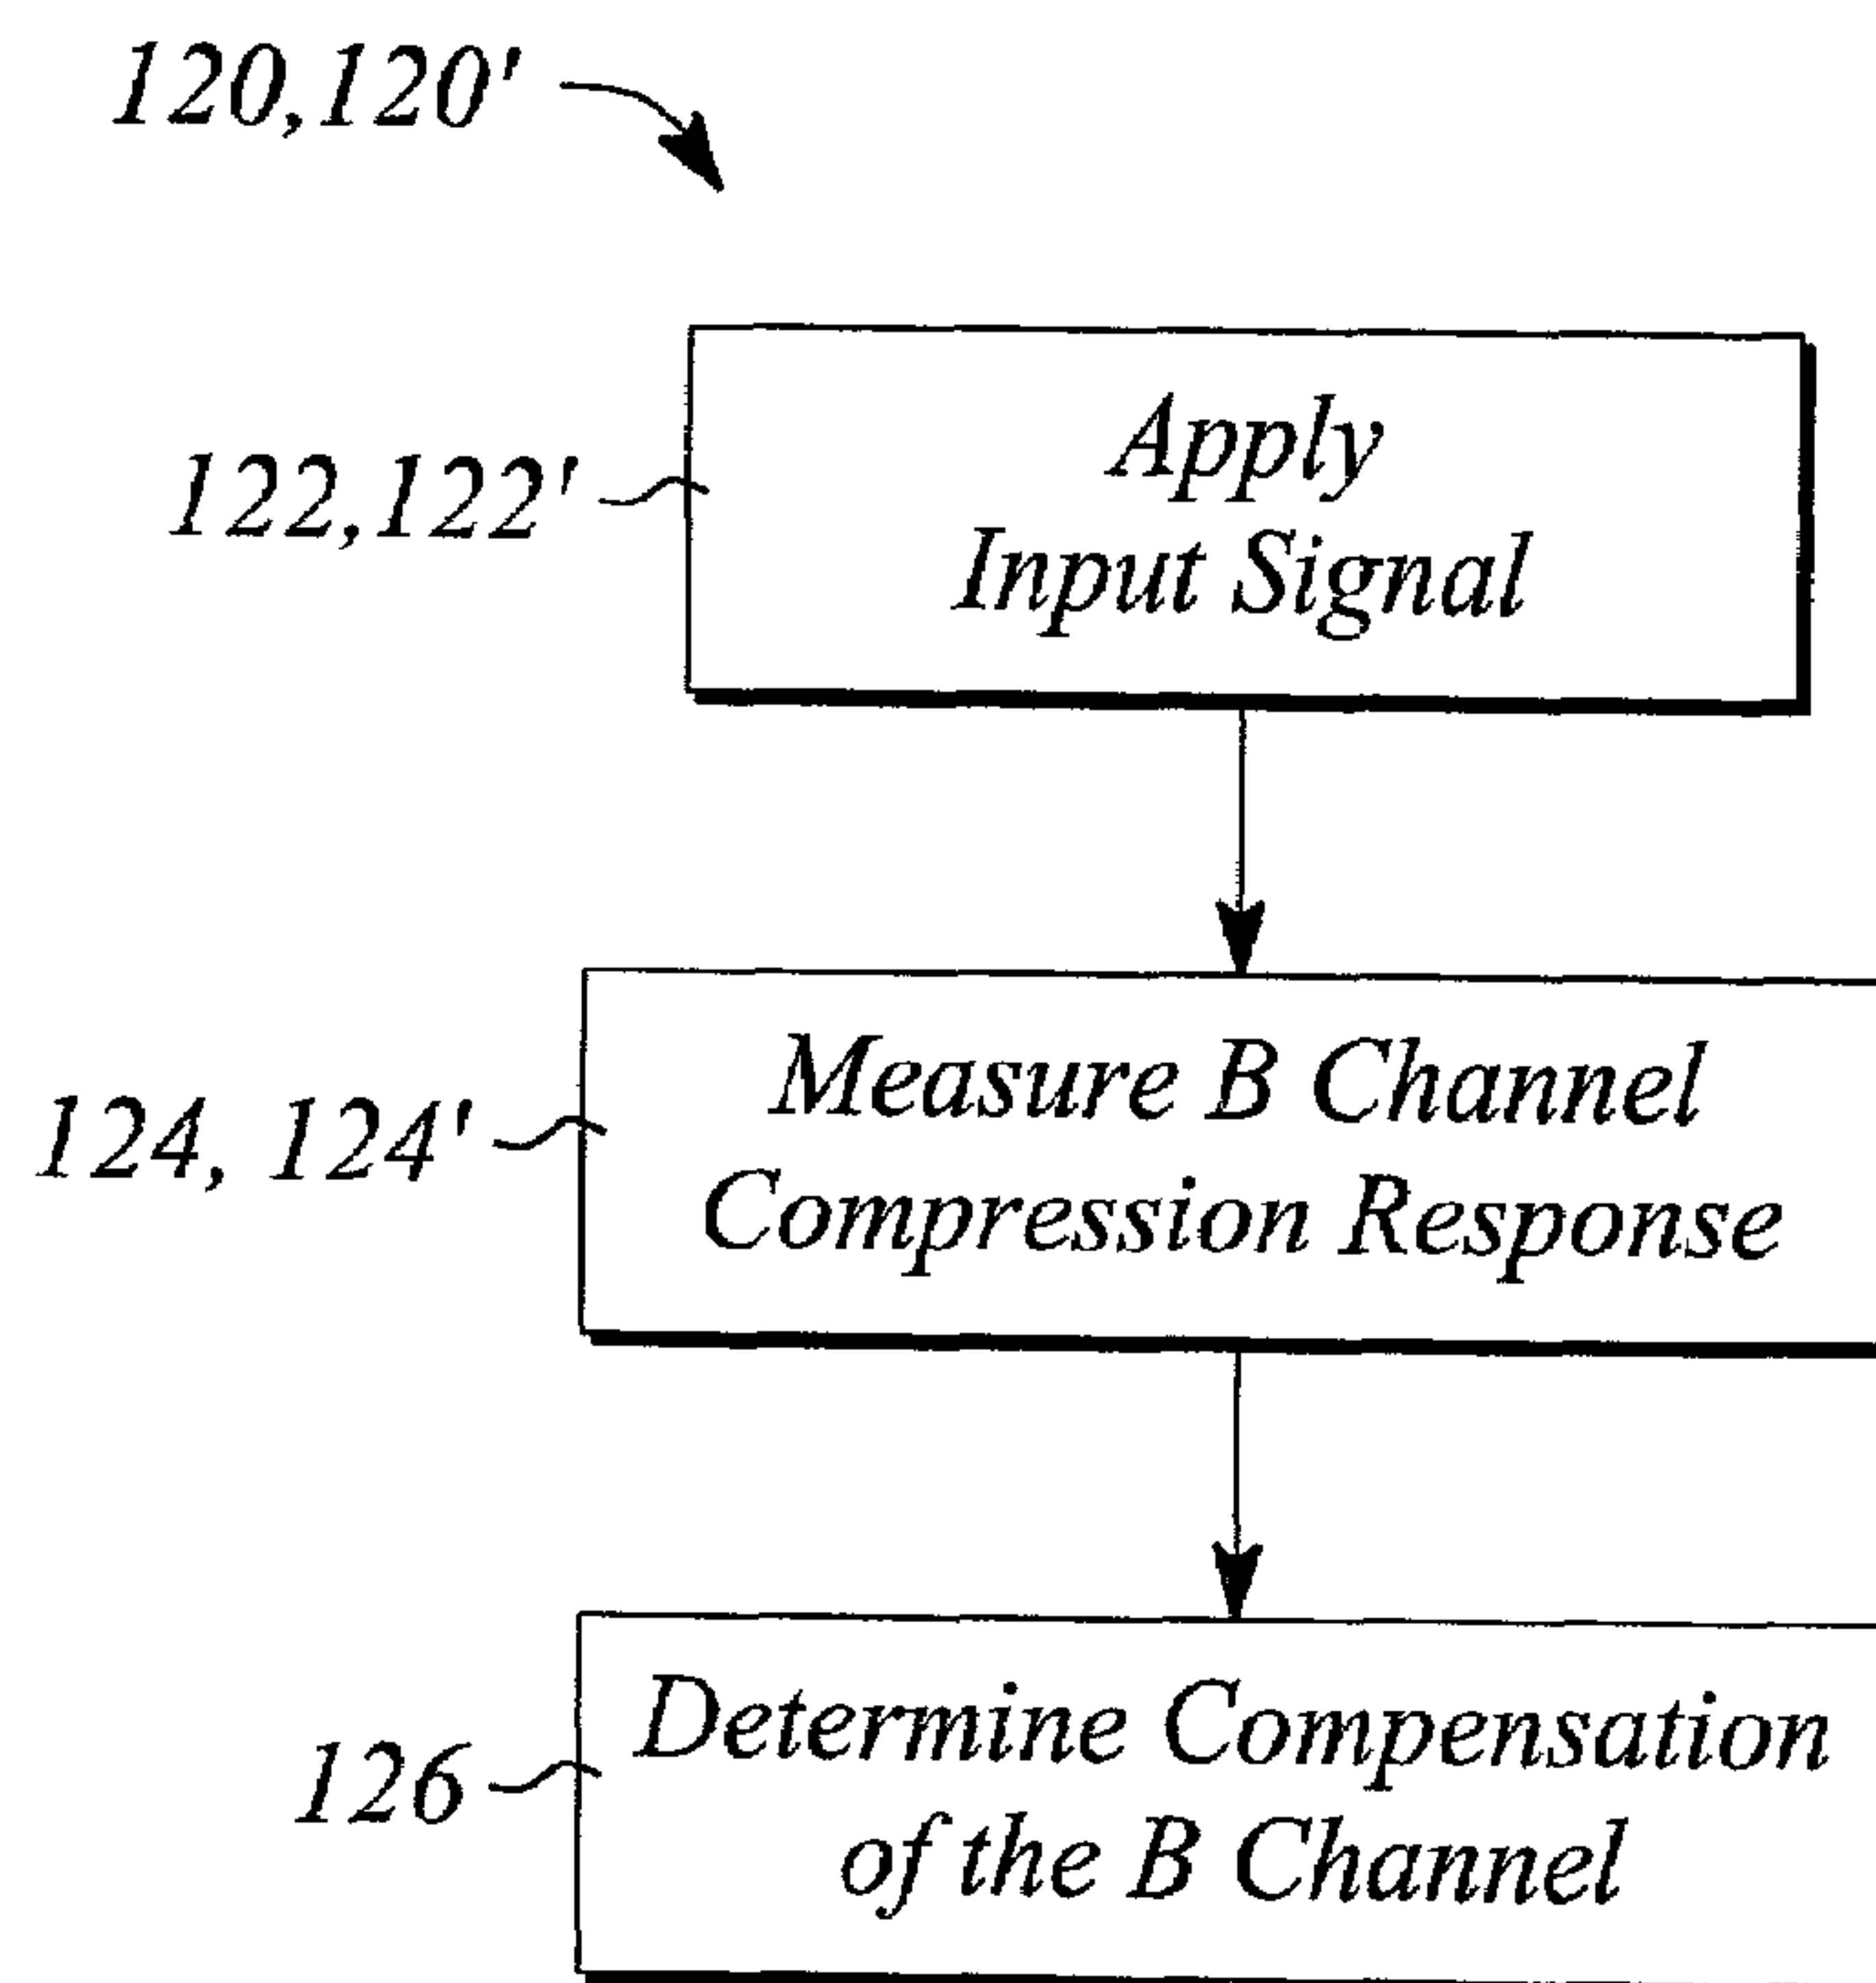 120,120'
122,122'
Apply
Input Signal
124, 124'
Measure B Channel
Compression Response
126
Determine Compensation
of the B Channel